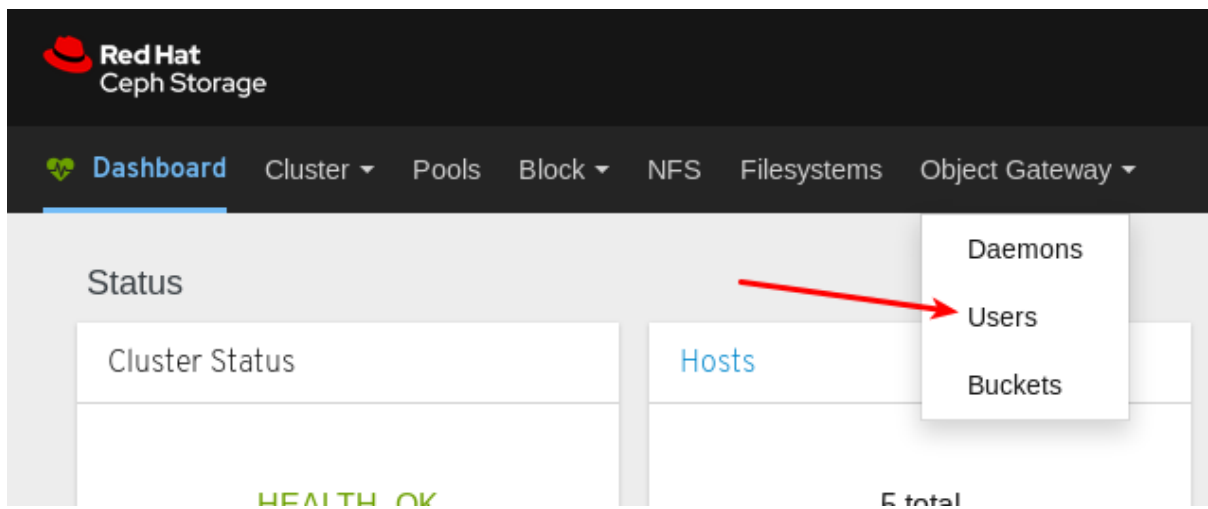 Red Hat
Ceph Storage
Dashboard Cluster Pools Block NFS Filesystems Object Gateway
Daemons
Users
Buckets
Status
Cluster Status
Hosts
HEALTH_OK
5 total